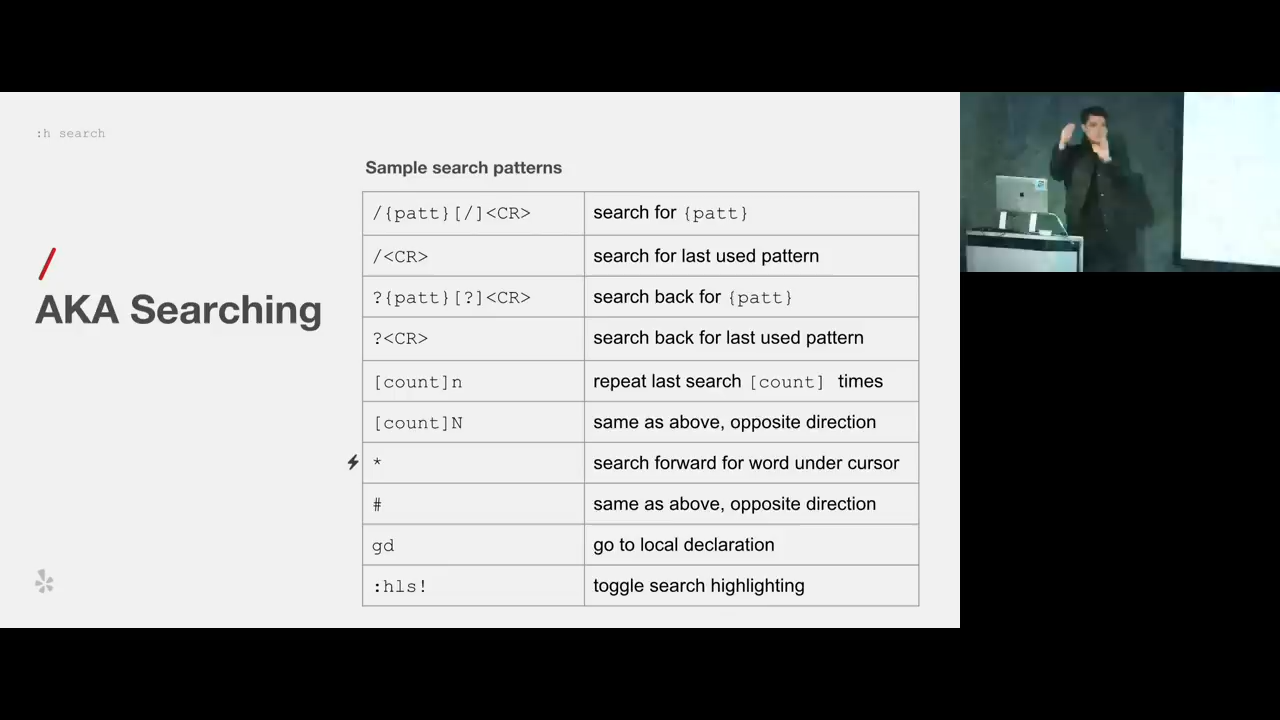 :h search
/
AKA Searching
Sample search patterns
/{patt}[/]<CR> search for {patt}
/<CR> search for last used pattern
?{patt}[?]<CR> search back for {patt}
?<CR> search back for last used pattern
[count]n repeat last search [count] times
[count]N same as above, opposite direction
* search forward for word under cursor
# same as above, opposite direction
gd go to local declaration
:hls! toggle search highlighting